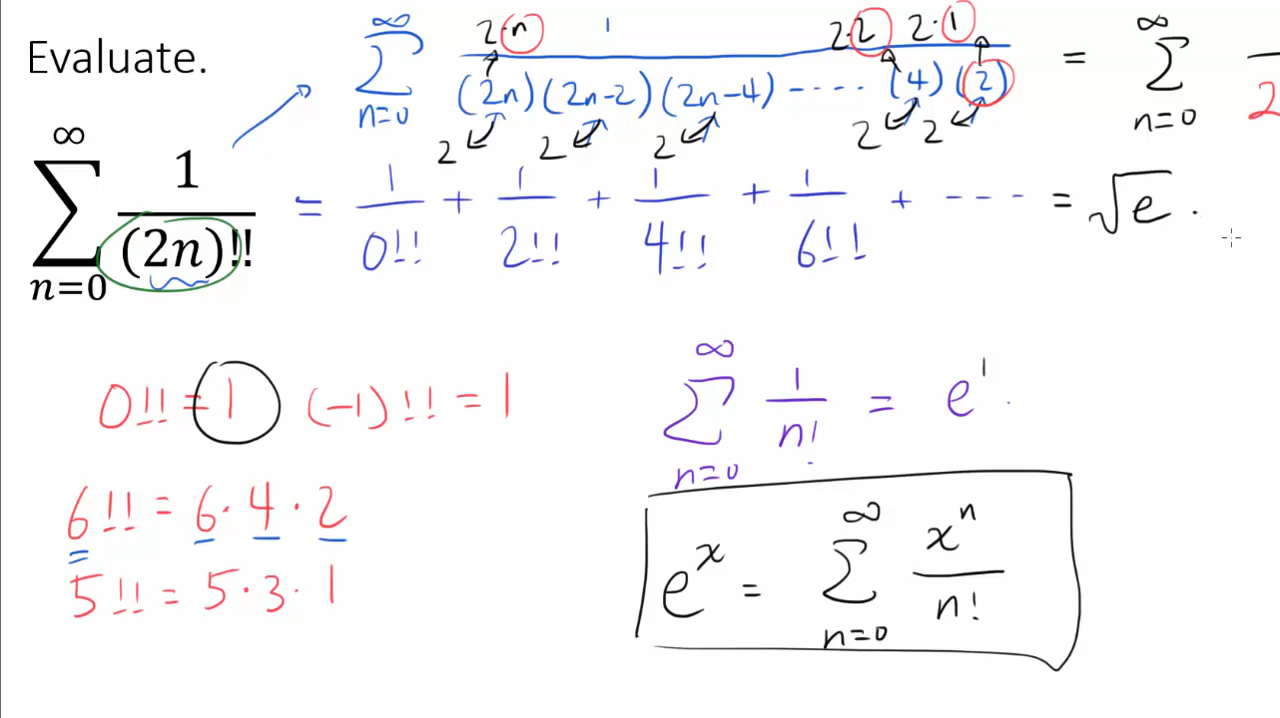 Evaluate.
∞ ∑ n=0 1 / (2n)(2n-2)(2n-4) ---- (4)(2) = ∞ ∑ n=0 — 2
2·n 2·2 2·1
2 2 2 2 2
∞ ∑ n=0 1 / (2n)!! = 1/0!! + 1/2!! + 1/4!! + 1/6!! + ---- = √e .
0!! = 1 (-1)!! = 1
∞ ∑ n=0 1/n! = e^1 .
6!! = 6·4·2
5!! = 5·3·1
e^x = ∞ ∑ n=0 x^n / n!